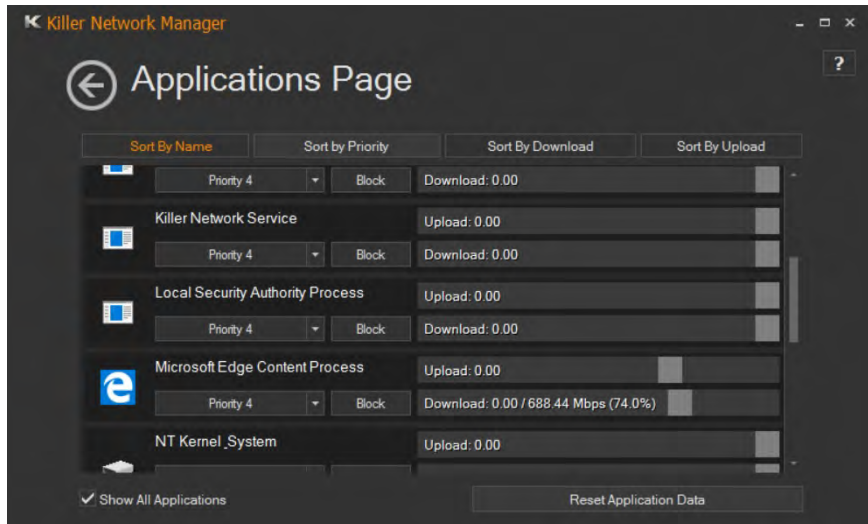 Killer Network Manager
Applications Page
?
Sort By Name Sort by Priority Sort By Download Sort By Upload
Priority 4 Block Download: 0.00
Killer Network Service Upload: 0.00
Priority 4 Block Download: 0.00
Local Security Authority Process Upload: 0.00
Priority 4 Block Download: 0.00
Microsoft Edge Content Process Upload: 0.00
Priority 4 Block Download: 0.00 / 688.44 Mbps (74.0%)
NT Kernel_System Upload: 0.00
Show All Applications Reset Application Data